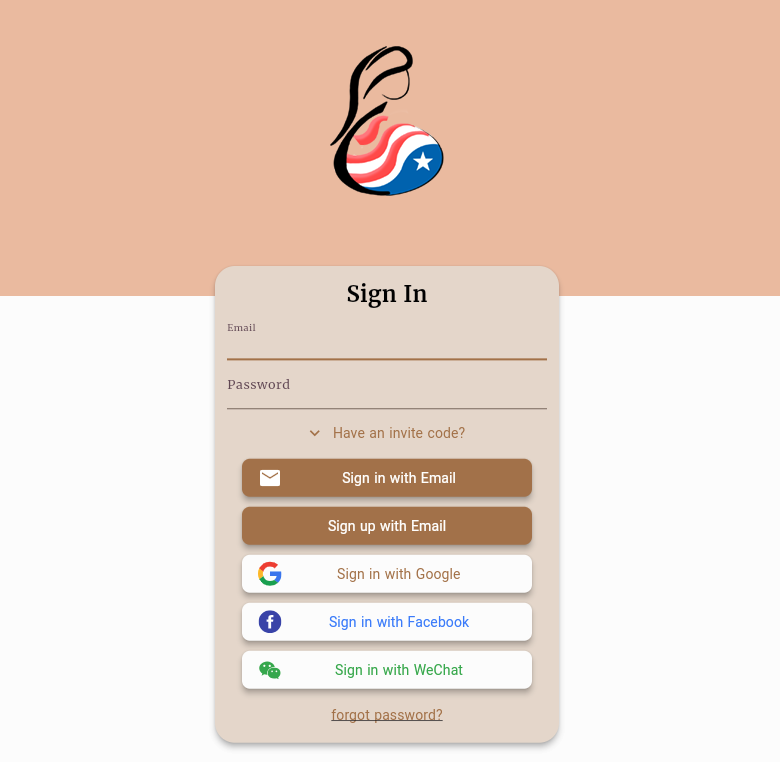 Sign In
Email
Password
Have an invite code?
Sign in with Email
Sign up with Email
Sign in with Google
Sign in with Facebook
Sign in with WeChat
forgot password?